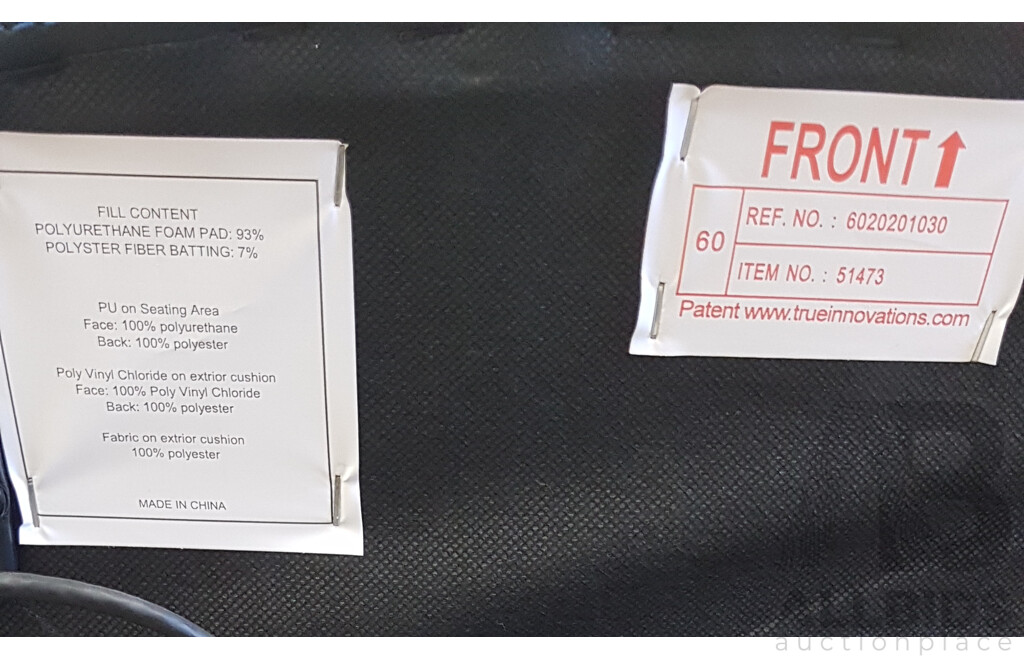 FILL CONTENT
POLYURETHANE FOAM PAD: 93%
POLYSTER FIBER BATTING: 7%
PU on Seating Area
Face: 100% polyurethane
Back: 100% polyester
Poly Vinyl Chloride on extrior cushion
Face: 100% Poly Vinyl Chloride
Back: 100% polyester
Fabric on extrior cushion
100% polyester
MADE IN CHINA
FRONT↑
60
REF. NO. : 6020201030
ITEM NO. : 51473
Patent www.trueinnovations.com
ALLBIDS
auctionplace